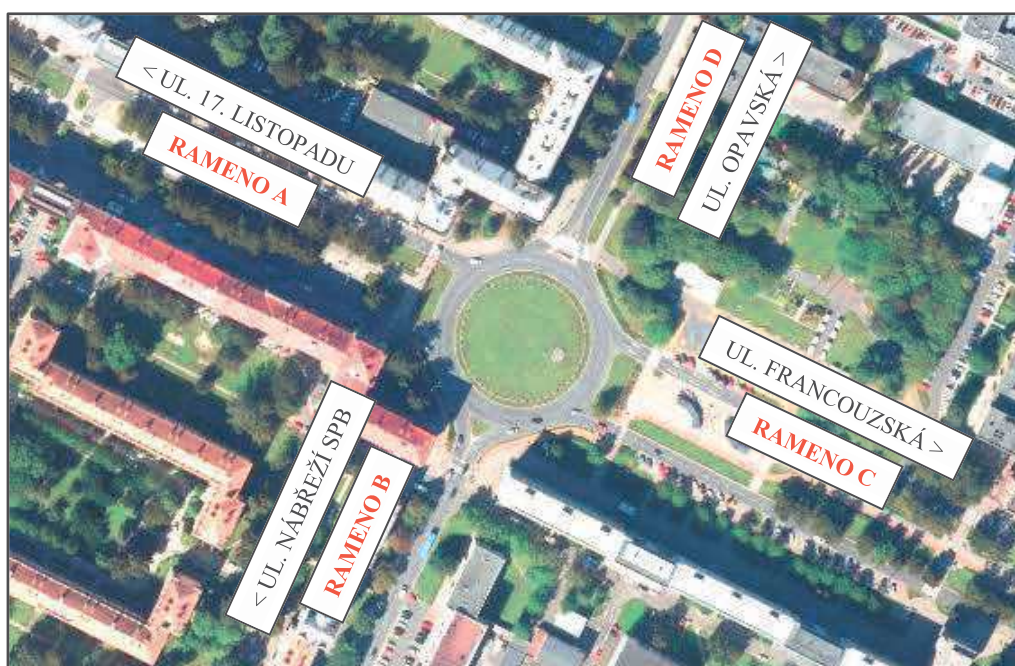 < UL. 17. LISTOPADU
RAMENO A
RAMENO D
UL. OPAVSKÁ >
UL. FRANCOUZSKÁ >
RAMENO C
< UL. NÁBŘEŽÍ SPB
RAMENO B